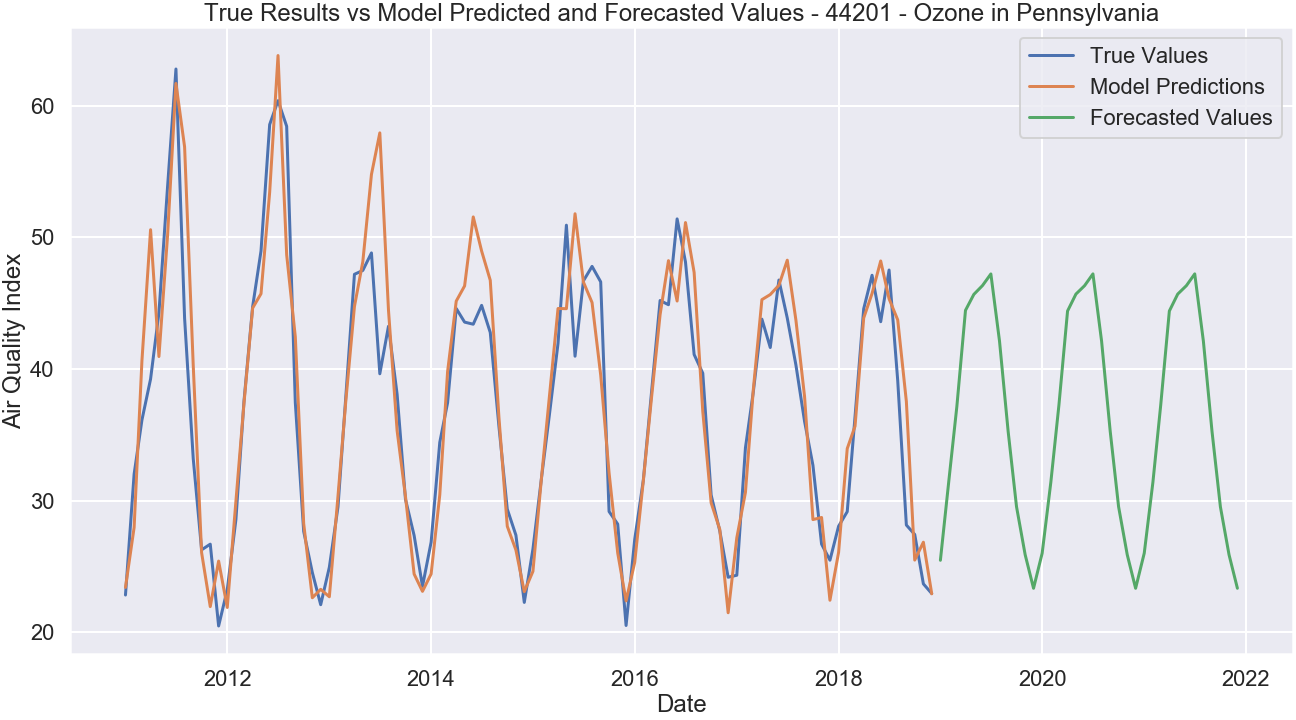 True Results vs Model Predicted and Forecasted Values - 44201 - Ozone in Pennsylvania
True Values
Model Predictions
Forecasted Values
Air Quality Index
60
50
40
30
20
2012
2014
2016
2018
2020
2022
Date